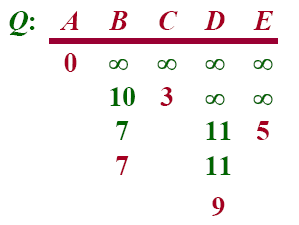 Q: A B C D E
0 ∞ ∞ ∞ ∞
10 3 ∞ ∞
7 11 5
7 11
9